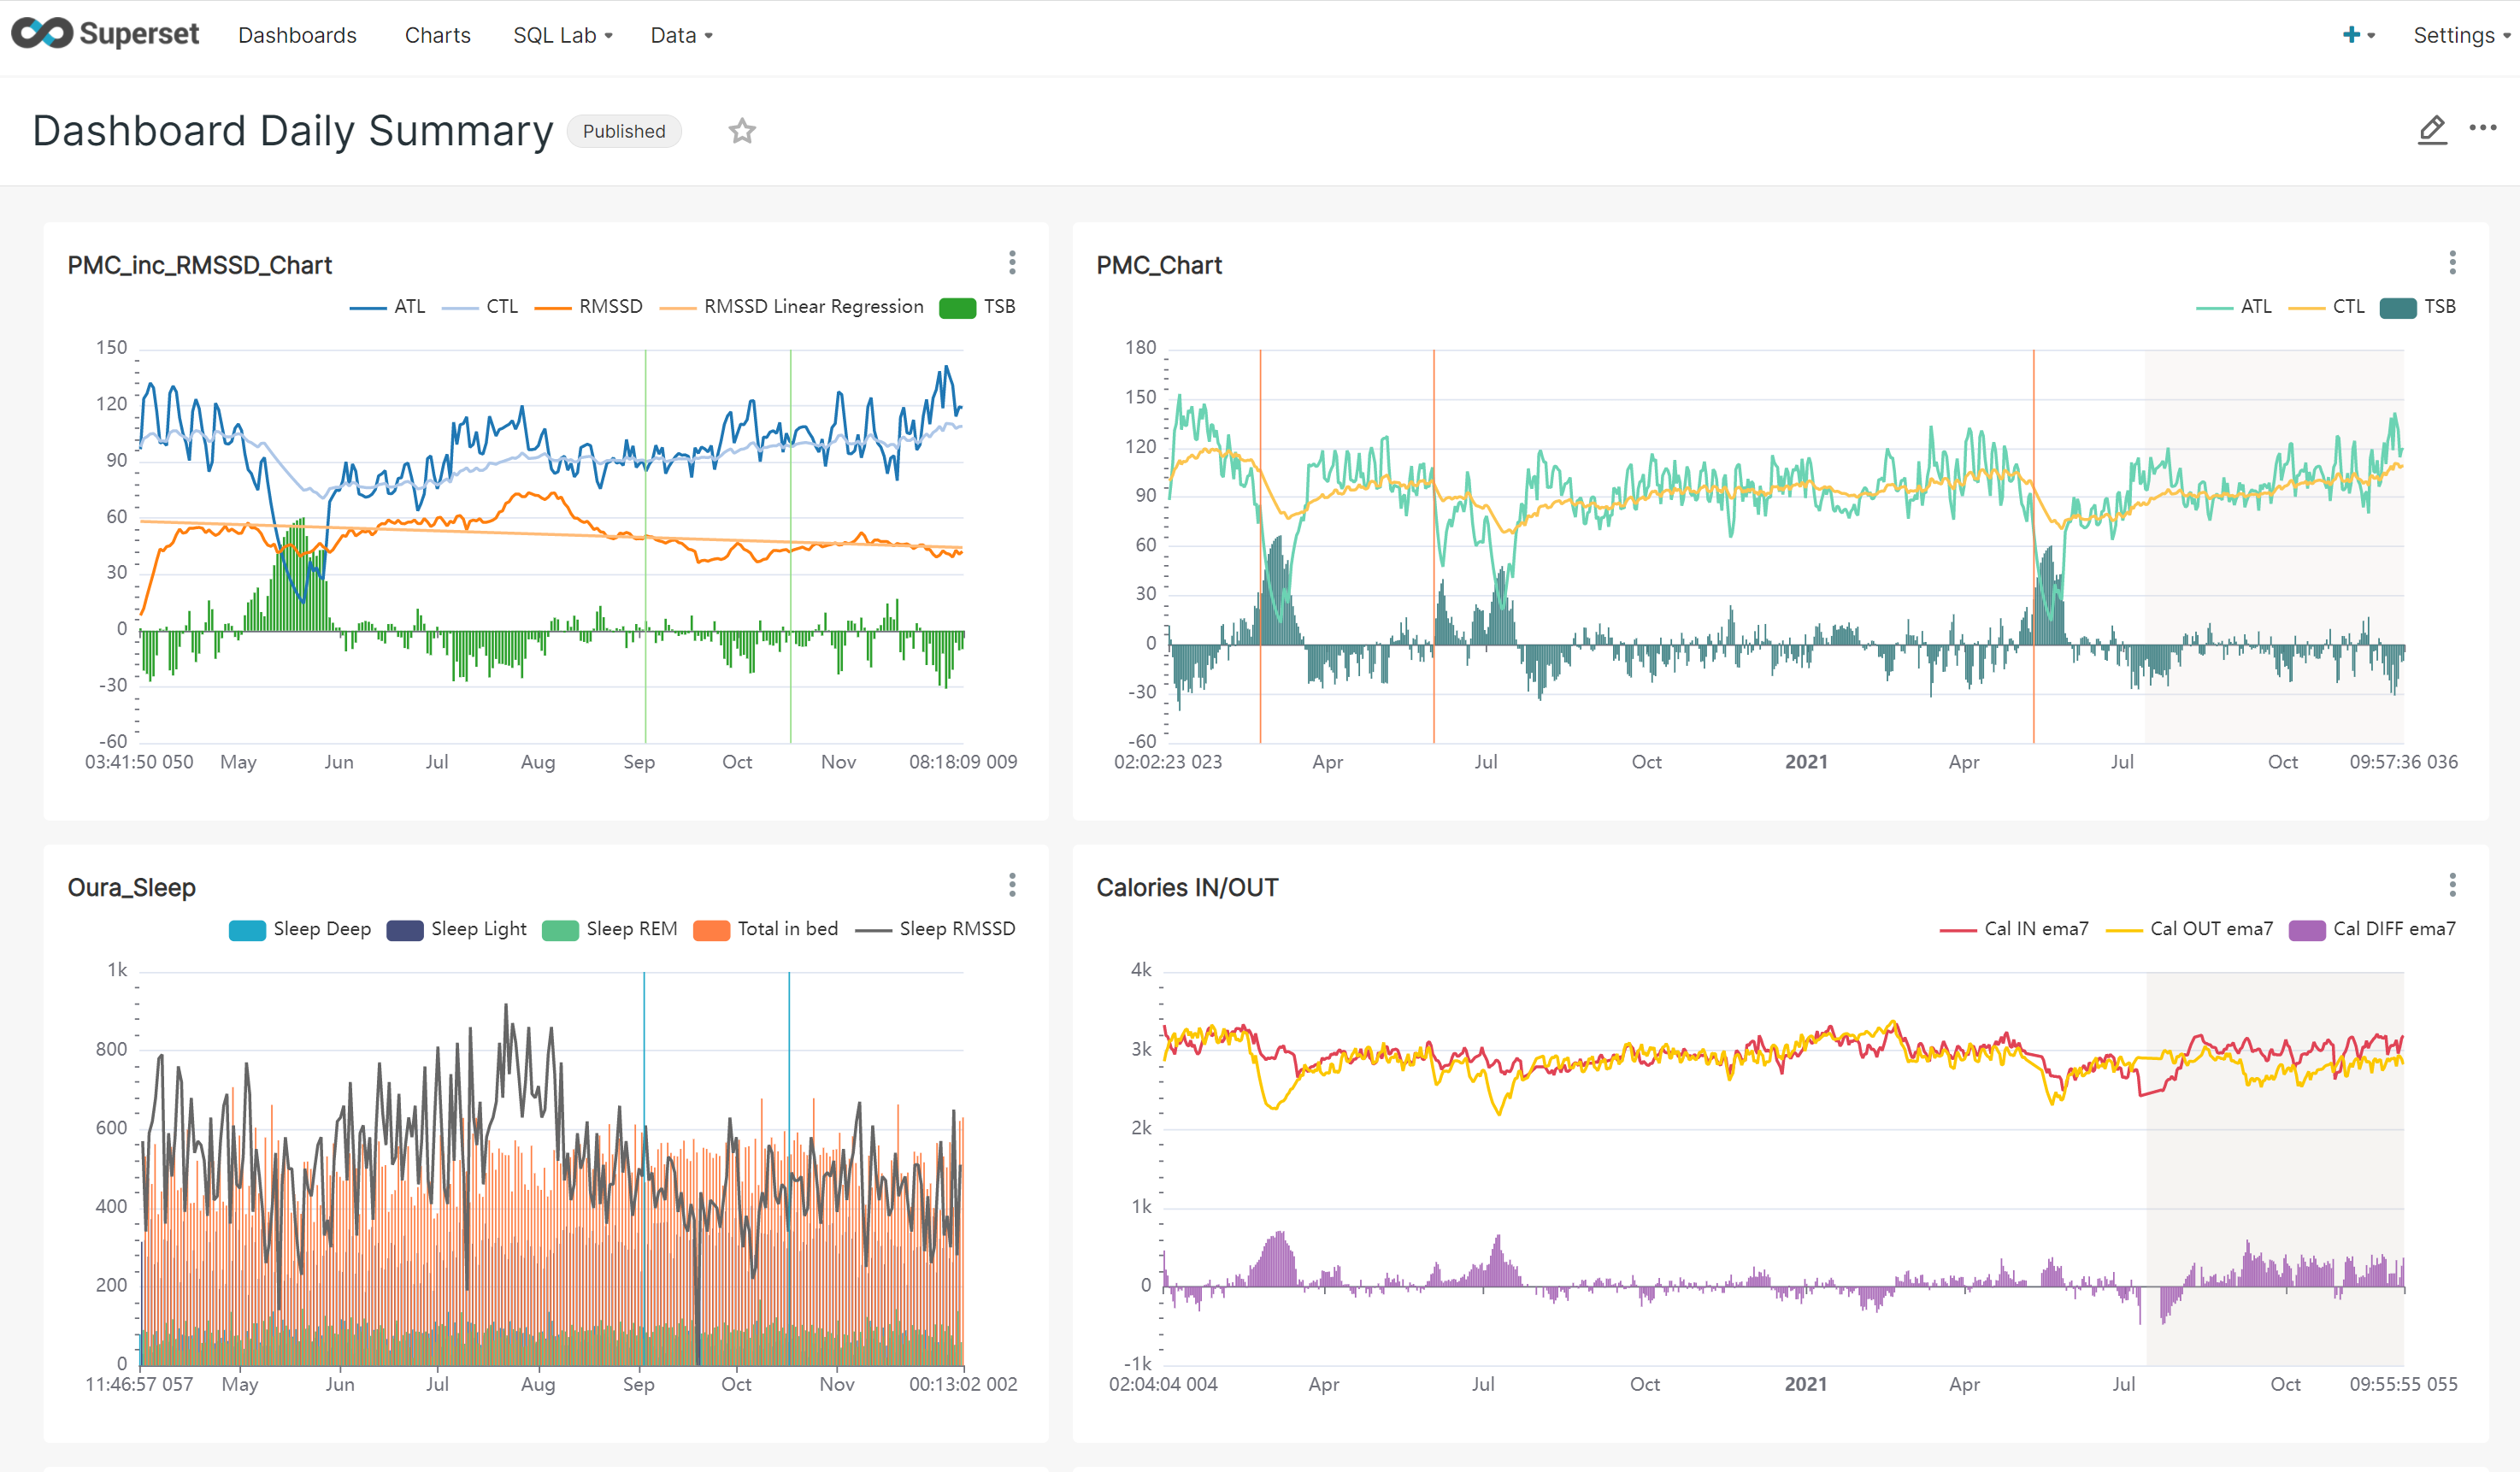 Superset Dashboards Charts SQL Lab Data + Settings
Dashboard Daily Summary Published
PMC_inc_RMSSD_Chart
ATL CTL RMSSD RMSSD Linear Regression TSB
150
120
90
60
30
0
-30
-60
03:41:50 050 May Jun Jul Aug Sep Oct Nov 08:18:09 009
PMC_Chart
ATL CTL TSB
180
150
120
90
60
30
0
-30
-60
02:02:23 023 Apr Jul Oct 2021 Apr Jul Oct 09:57:36 036
Oura_Sleep
Sleep Deep Sleep Light Sleep REM Total in bed Sleep RMSSD
1k
800
600
400
200
0
11:46:57 057 May Jun Jul Aug Sep Oct Nov 00:13:02 002
Calories IN/OUT
Cal IN ema7 Cal OUT ema7 Cal DIFF ema7
4k
3k
2k
1k
0
-1k
02:04:04 004 Apr Jul Oct 2021 Apr Jul Oct 09:55:55 055